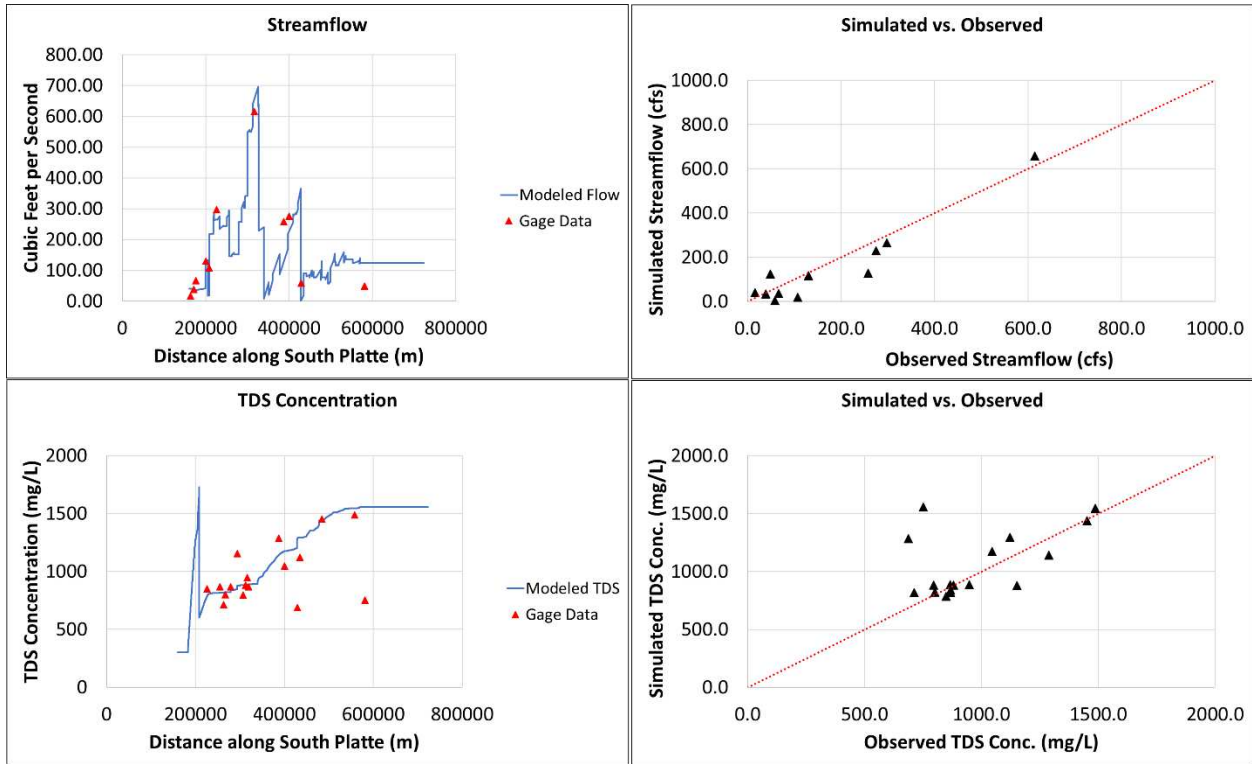 Streamflow
800.00
700.00
600.00
500.00
400.00
300.00
200.00
100.00
0.00
Cubic Feet per Second
0 200000 400000 600000 800000
Distance along South Platte (m)
Modeled Flow
Gage Data
Simulated vs. Observed
1000.0
800.0
600.0
400.0
200.0
0.0
Simulated Streamflow (cfs)
0.0 200.0 400.0 600.0 800.0 1000.0
Observed Streamflow (cfs)
TDS Concentration
2000
1500
1000
500
0
TDS Concentration (mg/L)
0 200000 400000 600000 800000
Distance along South Platte (m)
Modeled TDS
Gage Data
Simulated vs. Observed
2000.0
1500.0
1000.0
500.0
0.0
Simulated TDS Conc. (mg/L)
0.0 500.0 1000.0 1500.0 2000.0
Observed TDS Conc. (mg/L)